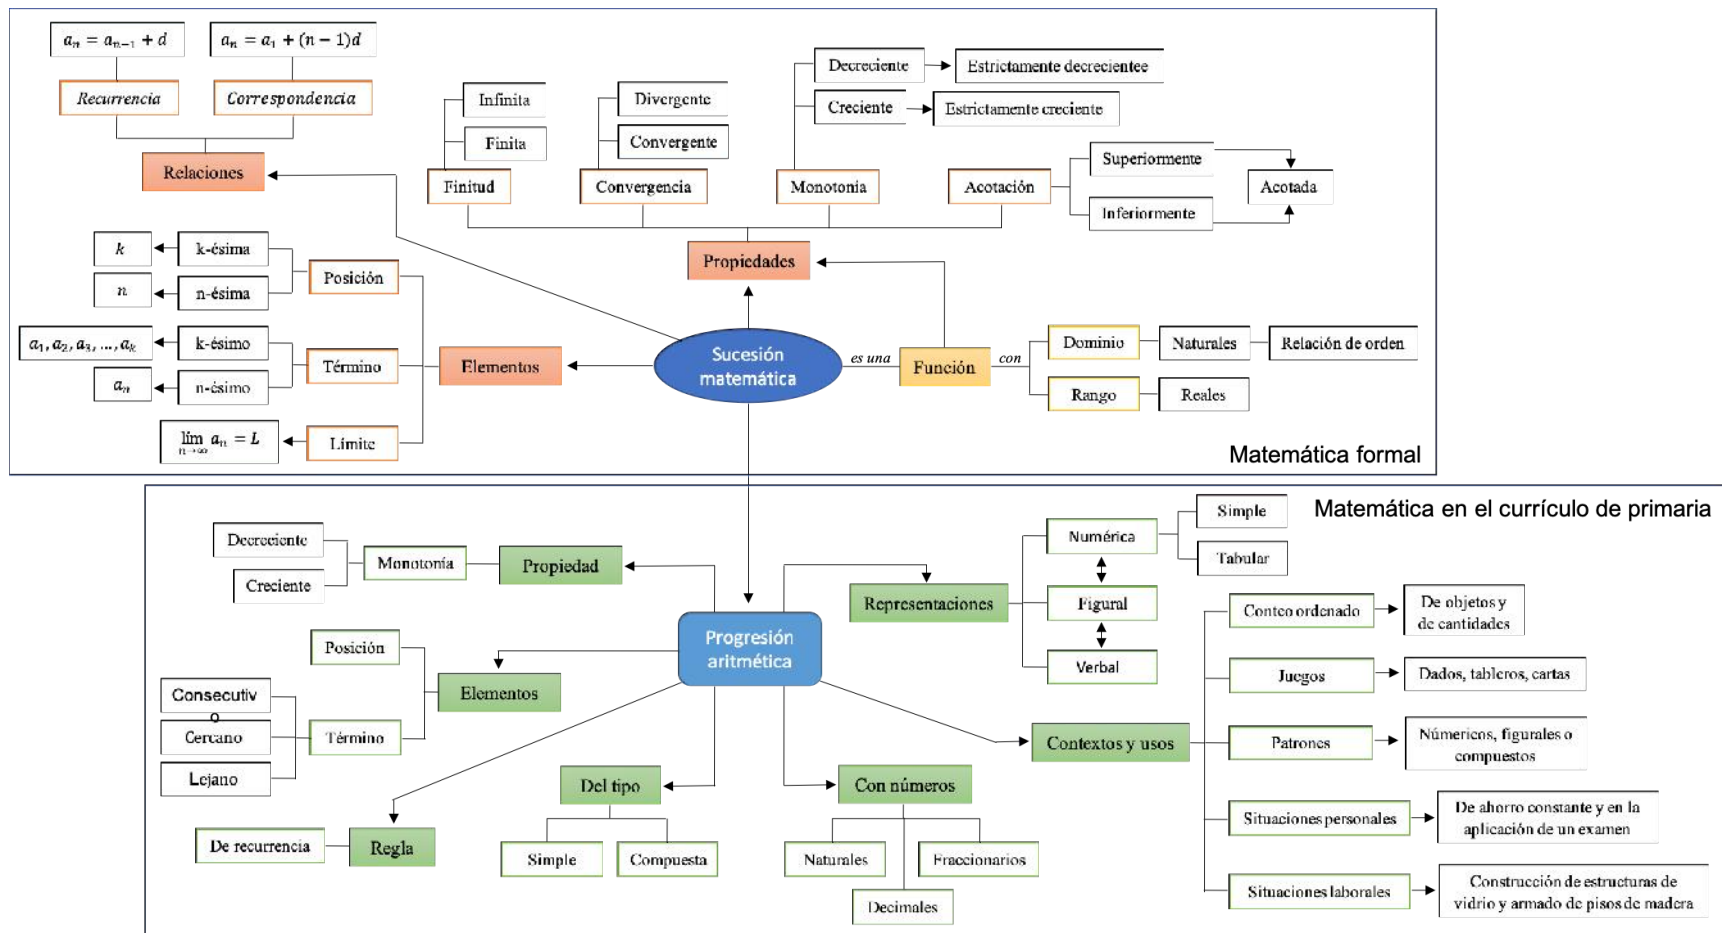 aₙ = aₙ₋₁ + d
aₙ = a₁ + (n − 1)d
Recurrencia
Correspondencia
Relaciones
Infinita
Finita
Finitud
Divergente
Convergente
Convergencia
Decreciente
Estrictamente decrecientee
Creciente
Estrictamente creciente
Monotonía
Acotación
Superiormente
Inferiormente
Acotada
Propiedades
k
k-ésima
n
n-ésima
Posición
a₁, a₂, a₃, ..., aₖ
k-ésimo
aₙ
n-ésimo
Término
Elementos
lím aₙ = L
n→∞
Límite
Sucesión
matemática
es una
Función
con
Dominio
Naturales
Relación de orden
Rango
Reales
Matemática formal
Matemática en el currículo de primaria
Decreciente
Creciente
Monotonía
Propiedad
Representaciones
Numérica
Simple
Tabular
Figural
Verbal
Progresión
aritmética
Posición
Elementos
Consecutiv
o
Cercano
Lejano
Término
De recurrencia
Regla
Del tipo
Simple
Compuesta
Con números
Naturales
Fraccionarios
Decimales
Contextos y usos
Conteo ordenado
De objetos y
de cantidades
Juegos
Dados, tableros, cartas
Patrones
Númericos, figurales o
compuestos
Situaciones personales
De ahorro constante y en la
aplicación de un examen
Situaciones laborales
Construcción de estructuras de
vidrio y armado de pisos de madera